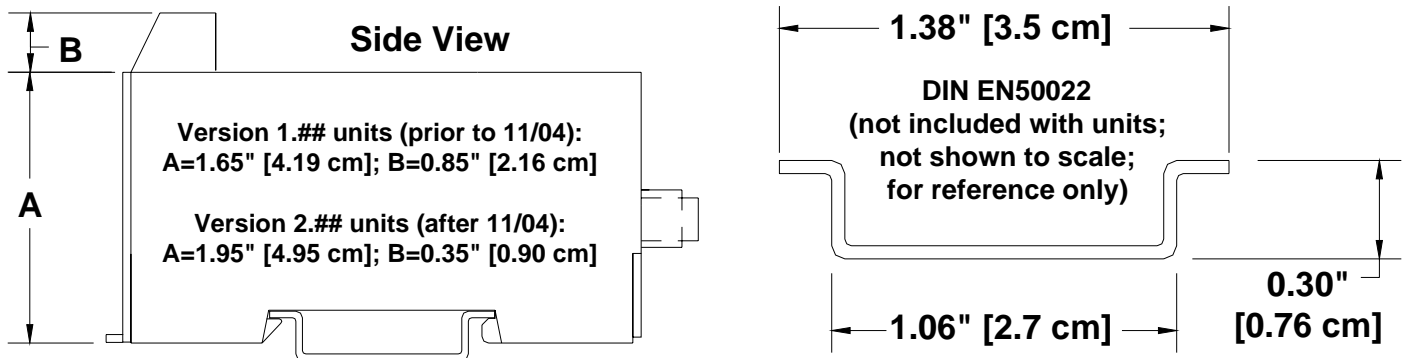 Side View
B
A
Version 1.## units (prior to 11/04):
A=1.65" [4.19 cm]; B=0.85" [2.16 cm]
Version 2.## units (after 11/04):
A=1.95" [4.95 cm]; B=0.35" [0.90 cm]
1.38" [3.5 cm]
DIN EN50022
(not included with units;
not shown to scale;
for reference only)
0.30"
[0.76 cm]
1.06" [2.7 cm]